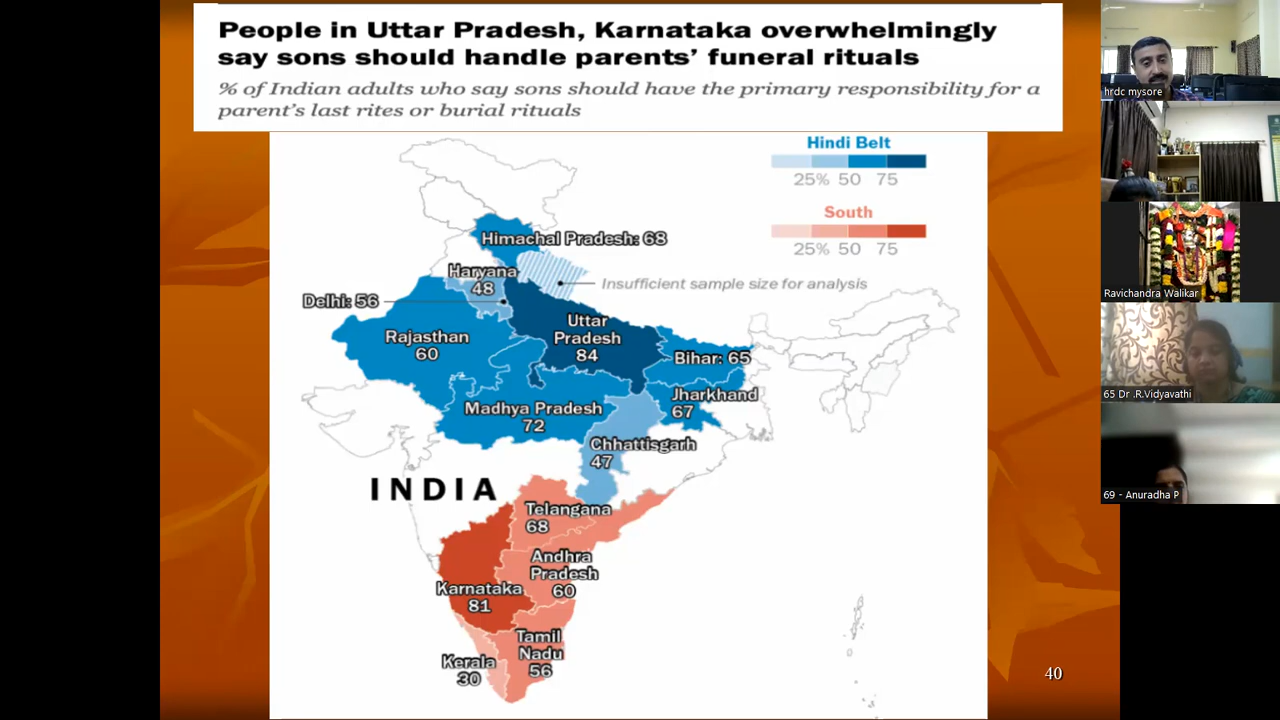 People in Uttar Pradesh, Karnataka overwhelmingly
say sons should handle parents' funeral rituals
% of Indian adults who say sons should have the primary responsibility for a
parent's last rites or burial rituals
Hindi Belt
25% 50 75
South
25% 50 75
Himachal Pradesh: 68
Haryana
48
Insufficient sample size for analysis
Delhi: 56
Rajasthan
60
Uttar
Pradesh
84
Bihar: 65
Jharkhand
67
Madhya Pradesh
72
Chhattisgarh
47
INDIA
Telangana
68
Andhra
Pradesh
60
Karnataka
81
Tamil
Nadu
56
Kerala
30
40
hrdc mysore
Ravichandra Walikar
65 Dr .R.Vidyavathi
69 - Anuradha P